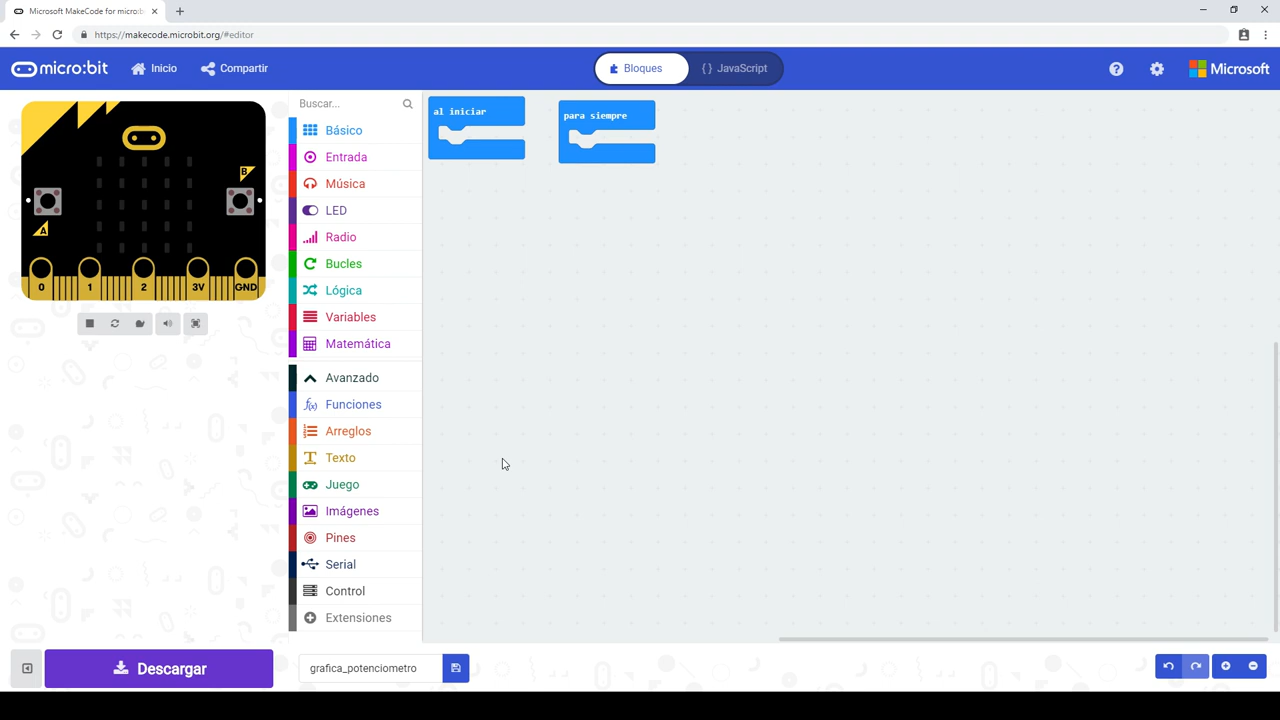 Microsoft MakeCode for micro:b
https://makecode.microbit.org/#editor
micro:bit
Inicio
Compartir
Bloques
{ } JavaScript
Microsoft
A
B
0
1
2
3V
GND
Buscar...
Básico
Entrada
Música
LED
Radio
Bucles
Lógica
Variables
Matemática
Avanzado
Funciones
Arreglos
Texto
Juego
Imágenes
Pines
Serial
Control
Extensiones
al iniciar
para siempre
Descargar
grafica_potenciometro